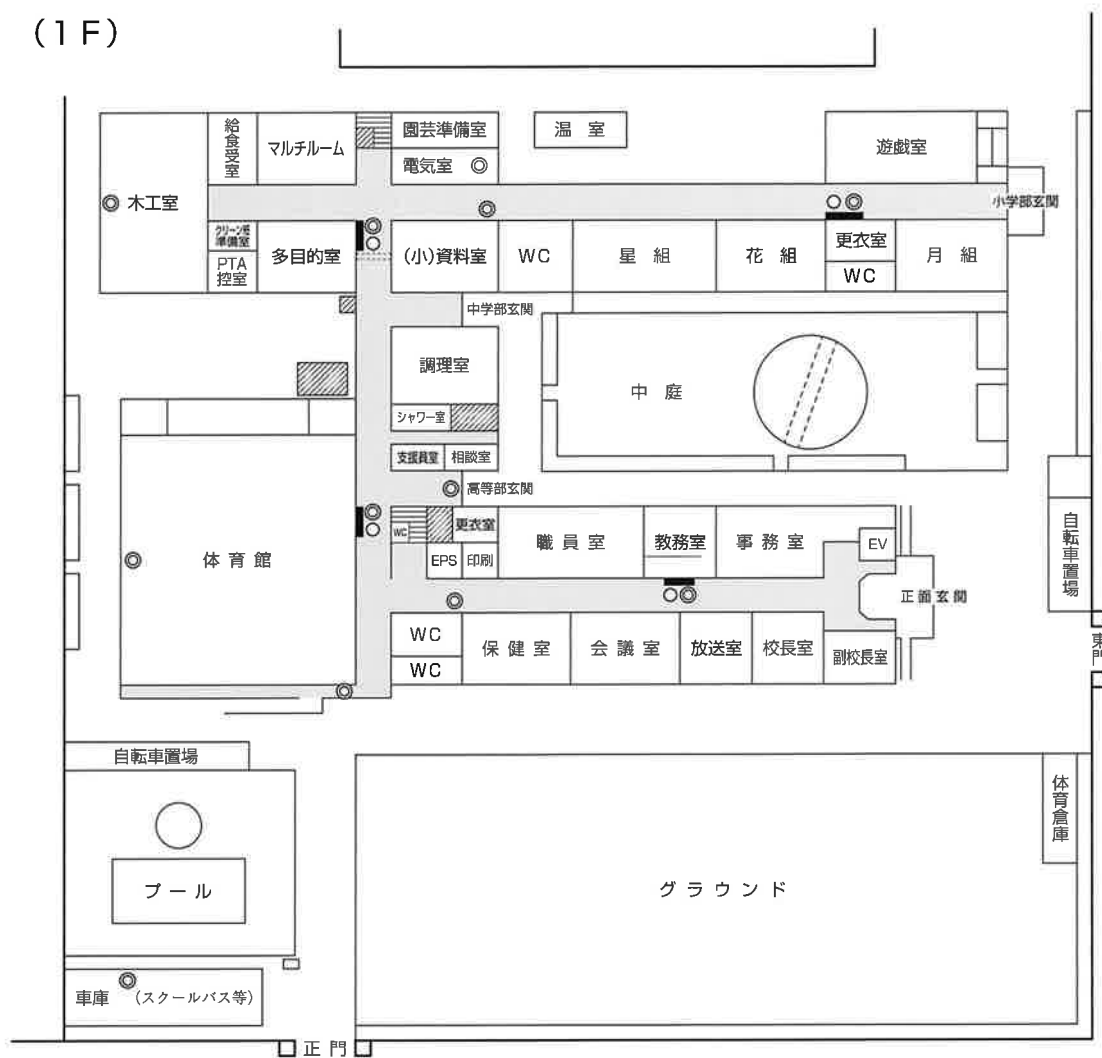 (1F)
給食受室
マルチルーム
園芸準備室
温室
遊戯室
電気室
木工室
小学部玄関
クリーン班
準備室
PTA
控室
多目的室
(小)資料室
WC
星組
花組
更衣室
WC
月組
中学部玄関
調理室
中庭
シャワー室
支援員室
相談室
高等部玄関
WC
更衣室
職員室
教務室
事務室
EV
自転車置場
体育館
EPS
印刷
正面玄関
WC
WC
保健室
会議室
放送室
校長室
副校長室
東門
自転車置場
体育倉庫
プール
グラウンド
車庫
(スクールバス等)
正門